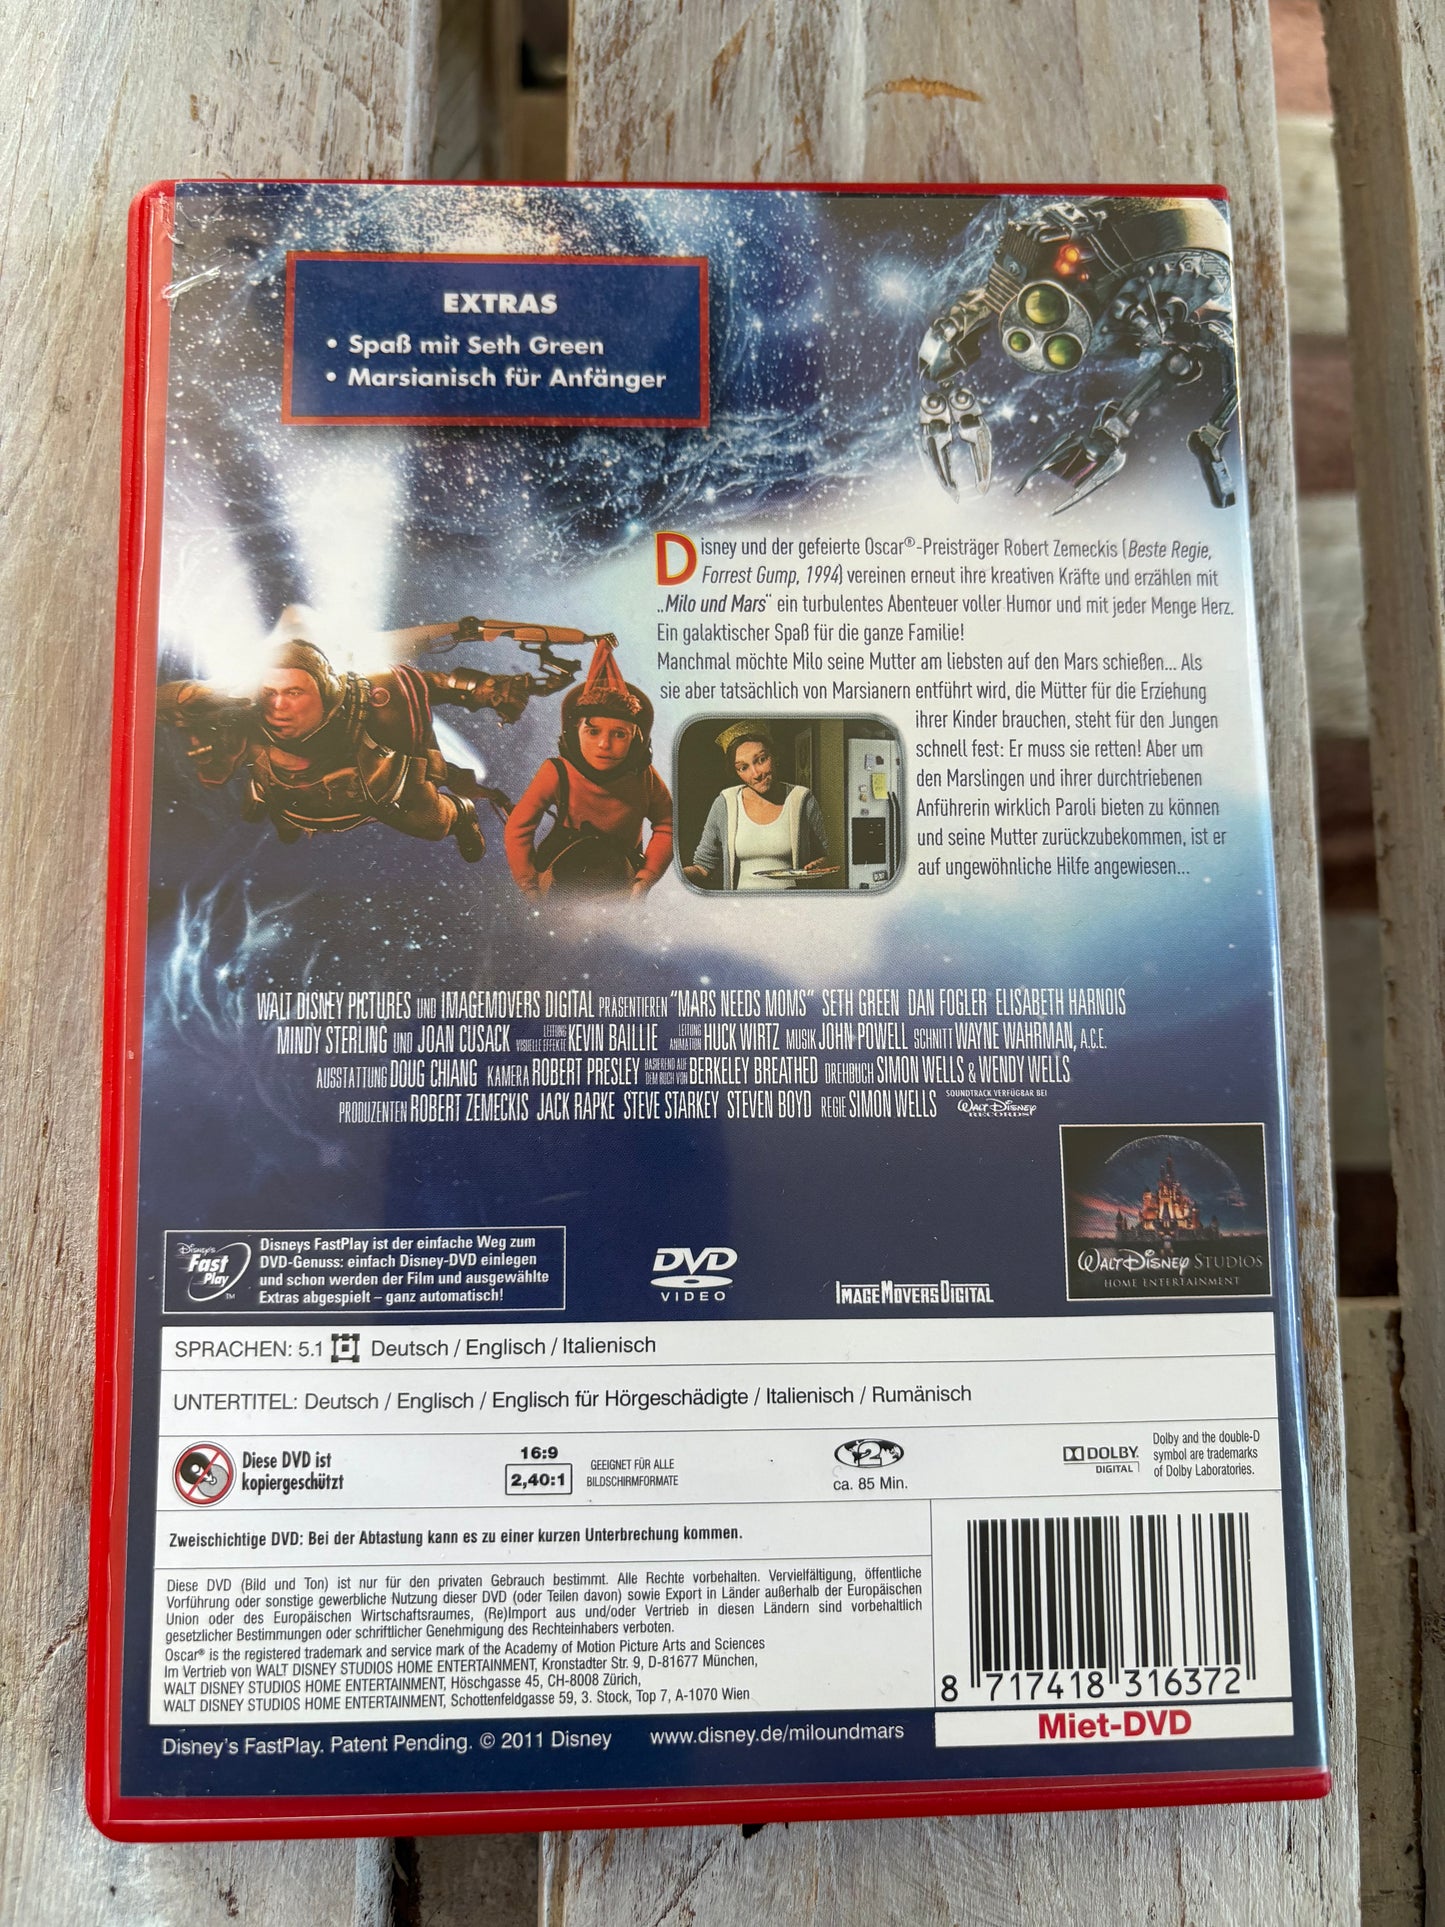 EXTRAS
• Spaß mit Seth Green
• Marsianisch für Anfänger
Disney und der gefeierte Oscar®-Preisträger Robert Zemeckis (Beste Regie,
Forrest Gump, 1994) vereinen erneut ihre kreativen Kräfte und erzählen mit
„Milo und Mars“ ein turbulentes Abenteuer voller Humor und mit jeder Menge Herz.
Ein galaktischer Spaß für die ganze Familie!
Manchmal möchte Milo seine Mutter am liebsten auf den Mars schießen... Als
sie aber tatsächlich von Marsianern entführt wird, die Mütter für die Erziehung
ihrer Kinder brauchen, steht für den Jungen
schnell fest: Er muss sie retten! Aber um
den Marslingen und ihrer durchtriebenen
Anführerin wirklich Paroli bieten zu können
und seine Mutter zurückzubekommen, ist er
auf ungewöhnliche Hilfe angewiesen...
WALT DISNEY PICTURES UND IMAGEMOVERS DIGITAL PRÄSENTIEREN "MARS NEEDS MOMS" SETH GREEN DAN FOGLER ELISABETH HARNOIS
MINDY STERLING UND JOAN CUSACK LEITUNG VISUELLE EFFEKTE KEVIN BAILLIE LEITUNG ANIMATION HUCK WIRTZ MUSIK JOHN POWELL SCHNITT WAYNE WAHRMAN, A.C.E.
AUSSTATTUNG DOUG CHIANG KAMERA ROBERT PRESLEY BASIEREND AUF DEM BUCH VON BERKELEY BREATHED DREHBUCH SIMON WELLS & WENDY WELLS
PRODUZENTEN ROBERT ZEMECKIS JACK RAPKE STEVE STARKEY STEVEN BOYD REGIE SIMON WELLS SOUNDTRACK VERFÜGBAR BEI
WALT DISNEY RECORDS
Disney's Fast Play ™
Disneys FastPlay ist der einfache Weg zum
DVD-Genuss: einfach Disney-DVD einlegen
und schon werden der Film und ausgewählte
Extras abgespielt – ganz automatisch!
DVD
VIDEO
IMAGEMOVERS DIGITAL
WALT DISNEY STUDIOS
HOME ENTERTAINMENT
SPRACHEN: 5.1 Deutsch / Englisch / Italienisch
UNTERTITEL: Deutsch / Englisch / Englisch für Hörgeschädigte / Italienisch / Rumänisch
Diese DVD ist
kopiergeschützt
16:9
2,40:1
GEEIGNET FÜR ALLE
BILDSCHIRMFORMATE
2
ca. 85 Min.
DOLBY
DIGITAL
Dolby and the double-D
symbol are trademarks
of Dolby Laboratories.
Zweischichtige DVD: Bei der Abtastung kann es zu einer kurzen Unterbrechung kommen.
Diese DVD (Bild und Ton) ist nur für den privaten Gebrauch bestimmt. Alle Rechte vorbehalten. Vervielfältigung, öffentliche
Vorführung oder sonstige gewerbliche Nutzung dieser DVD (oder Teilen davon) sowie Export in Länder außerhalb der Europäischen
Union oder des Europäischen Wirtschaftsraumes, (Re)Import aus und/oder Vertrieb in diesen Ländern sind vorbehaltlich
gesetzlicher Bestimmungen oder schriftlicher Genehmigung des Rechteinhabers verboten.
Oscar® is the registered trademark and service mark of the Academy of Motion Picture Arts and Sciences
Im Vertrieb von WALT DISNEY STUDIOS HOME ENTERTAINMENT, Kronstadter Str. 9, D-81677 München,
WALT DISNEY STUDIOS HOME ENTERTAINMENT, Höschgasse 45, CH-8008 Zürich,
WALT DISNEY STUDIOS HOME ENTERTAINMENT, Schottenfeldgasse 59, 3. Stock, Top 7, A-1070 Wien
8 717418 316372
Miet-DVD
Disney's FastPlay. Patent Pending. © 2011 Disney
www.disney.de/miloundmars